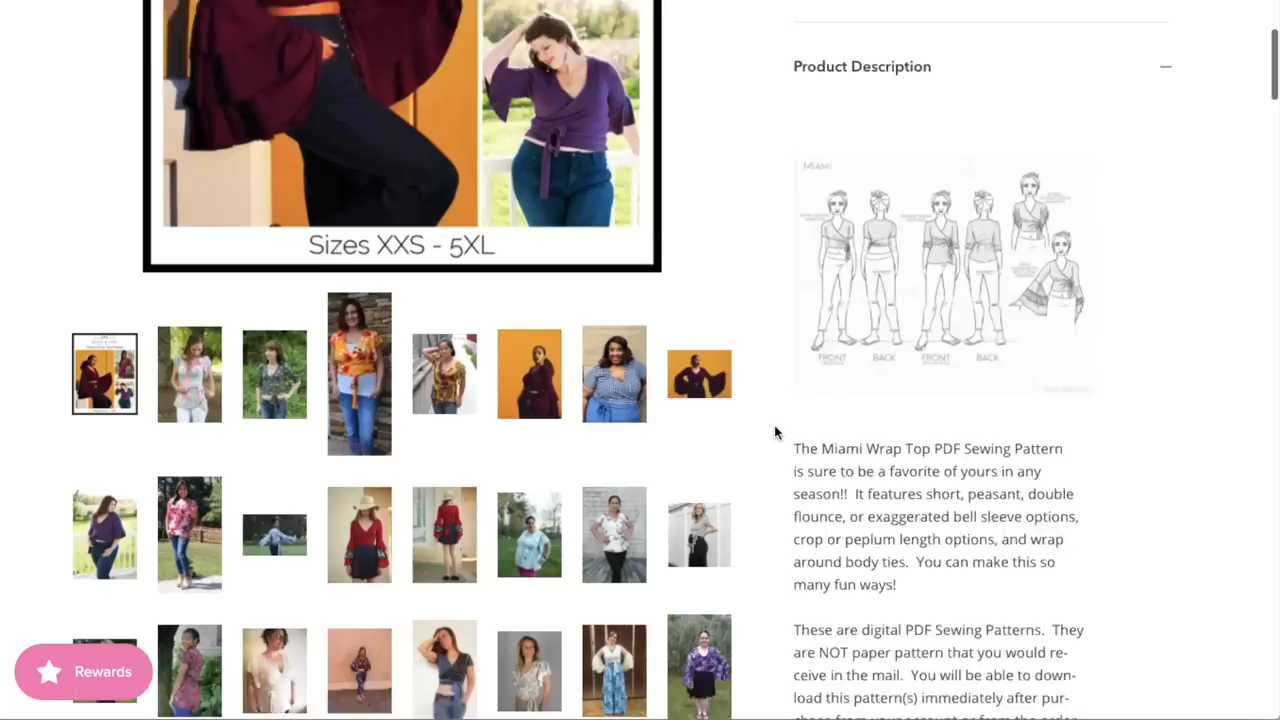 Sizes XXS - 5XL
Rewards
Product Description
MIAMI
FRONT
BACK
FRONT
BACK
The Miami Wrap Top PDF Sewing Pattern
is sure to be a favorite of yours in any
season!!  It features short, peasant, double
flounce, or exaggerated bell sleeve options,
crop or peplum length options, and wrap
around body ties.  You can make this so
many fun ways!
These are digital PDF Sewing Patterns.  They
are NOT paper pattern that you would re-
ceive in the mail.  You will be able to down-
load this pattern(s) immediately after pur-